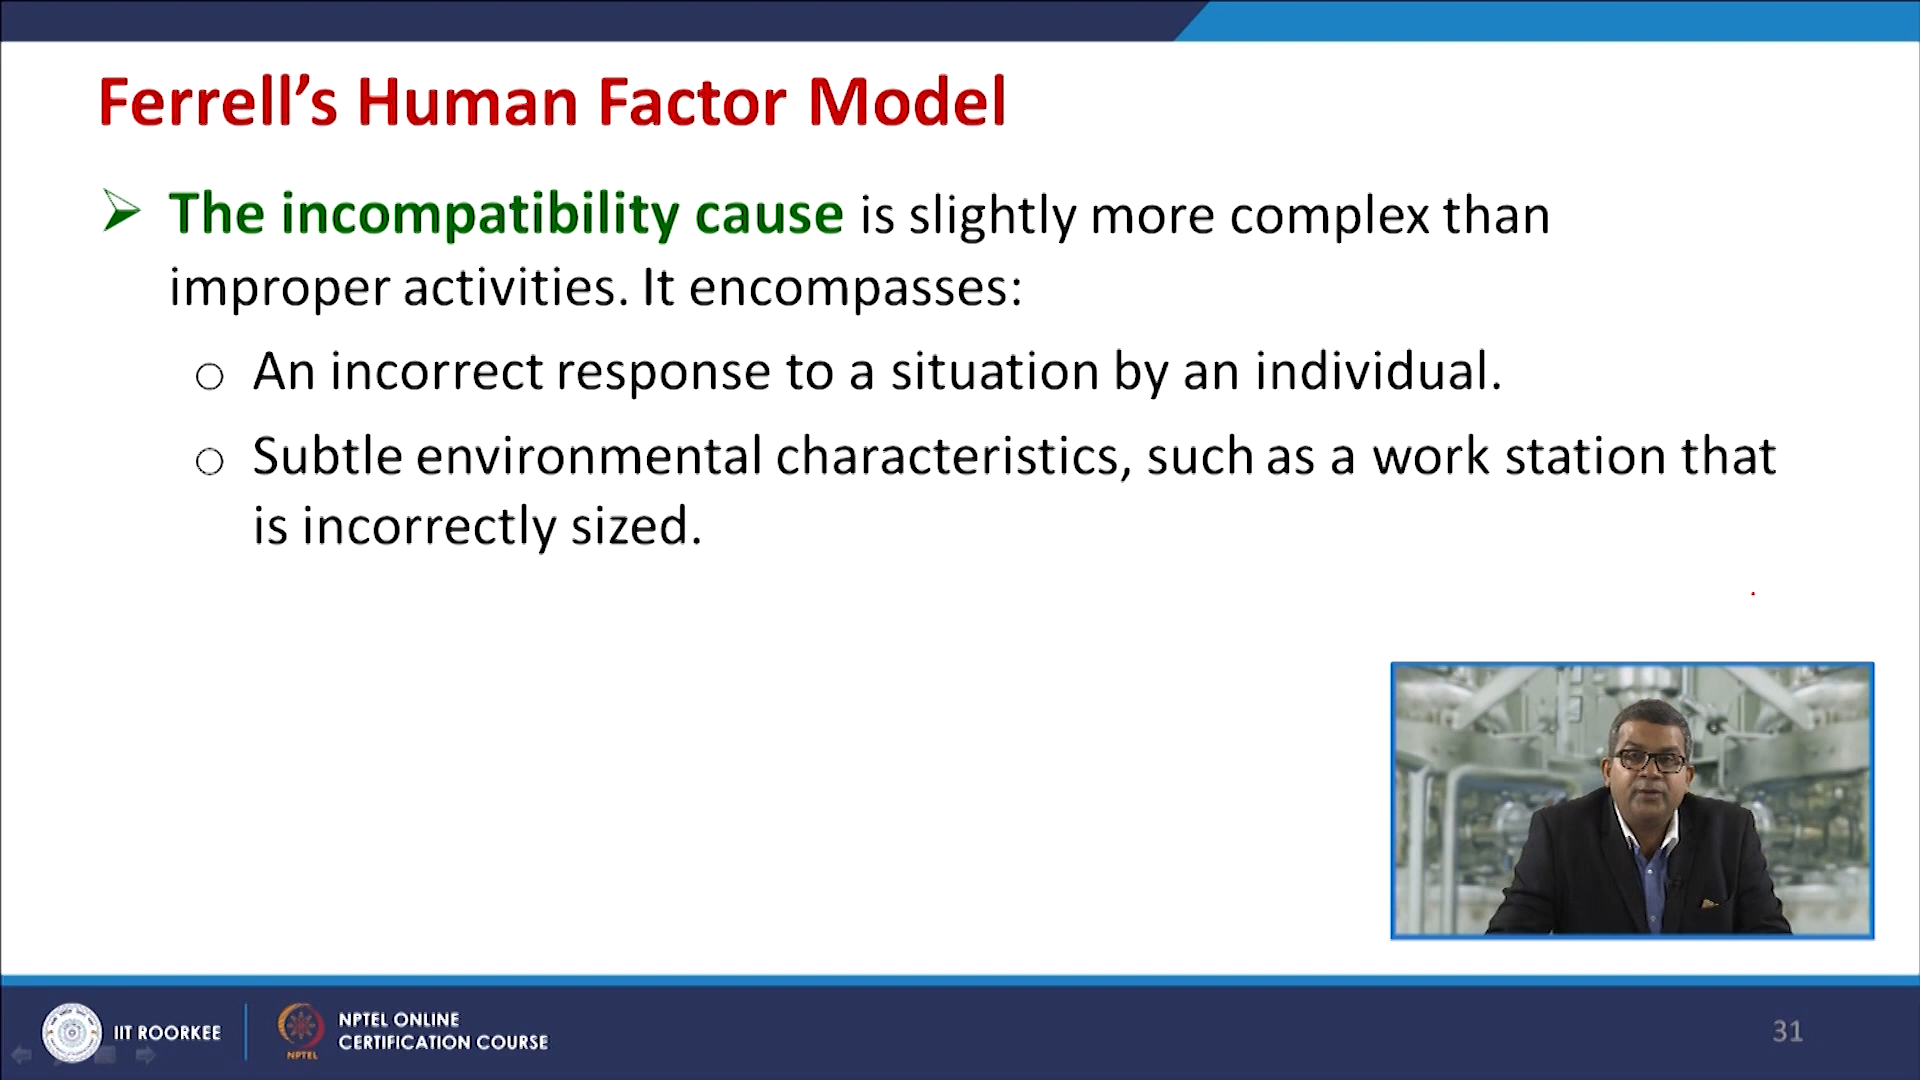 Ferrell’s Human Factor Model
The incompatibility cause is slightly more complex than
improper activities. It encompasses:
An incorrect response to a situation by an individual.
Subtle environmental characteristics, such as a work station that
is incorrectly sized.
IIT ROORKEE
NPTEL
NPTEL ONLINE
CERTIFICATION COURSE
31